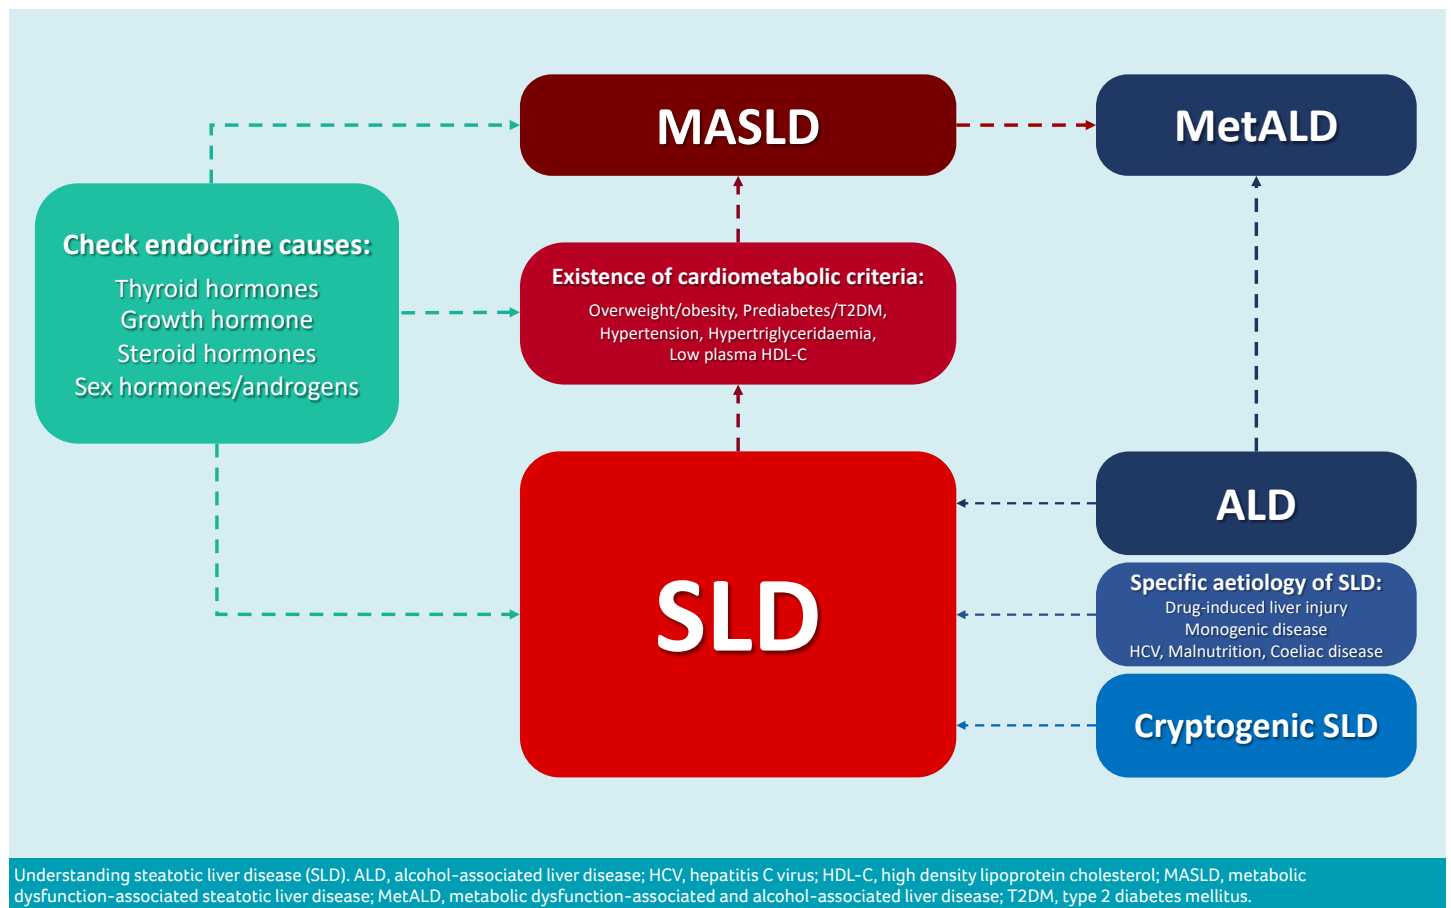 MASLD
MetALD
Check endocrine causes:
Thyroid hormones
Growth hormone
Steroid hormones
Sex hormones/androgens
Existence of cardiometabolic criteria:
Overweight/obesity, Prediabetes/T2DM,
Hypertension, Hypertriglyceridaemia,
Low plasma HDL-C
SLD
ALD
Specific aetiology of SLD:
Drug-induced liver injury
Monogenic disease
HCV, Malnutrition, Coeliac disease
Cryptogenic SLD
Understanding steatotic liver disease (SLD). ALD, alcohol-associated liver disease; HCV, hepatitis C virus; HDL-C, high density lipoprotein cholesterol; MASLD, metabolic
dysfunction-associated steatotic liver disease; MetALD, metabolic dysfunction-associated and alcohol-associated liver disease; T2DM, type 2 diabetes mellitus.